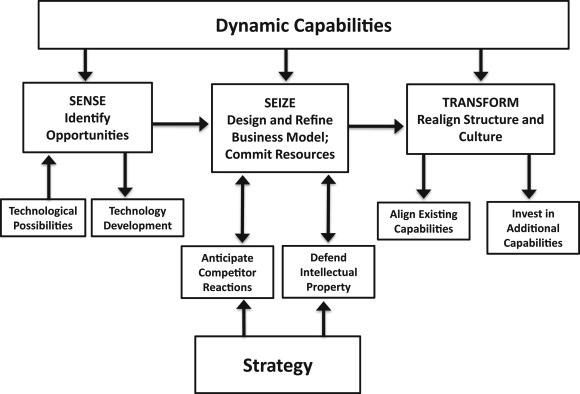 Dynamic Capabilities
SENSE
Identify
Opportunities
SEIZE
Design and Refine
Business Model;
Commit Resources
TRANSFORM
Realign Structure and
Culture
Technological
Possibilities
Technology
Development
Align Existing
Capabilities
Invest in
Additional
Capabilities
Anticipate
Competitor
Reactions
Defend
Intellectual
Property
Strategy